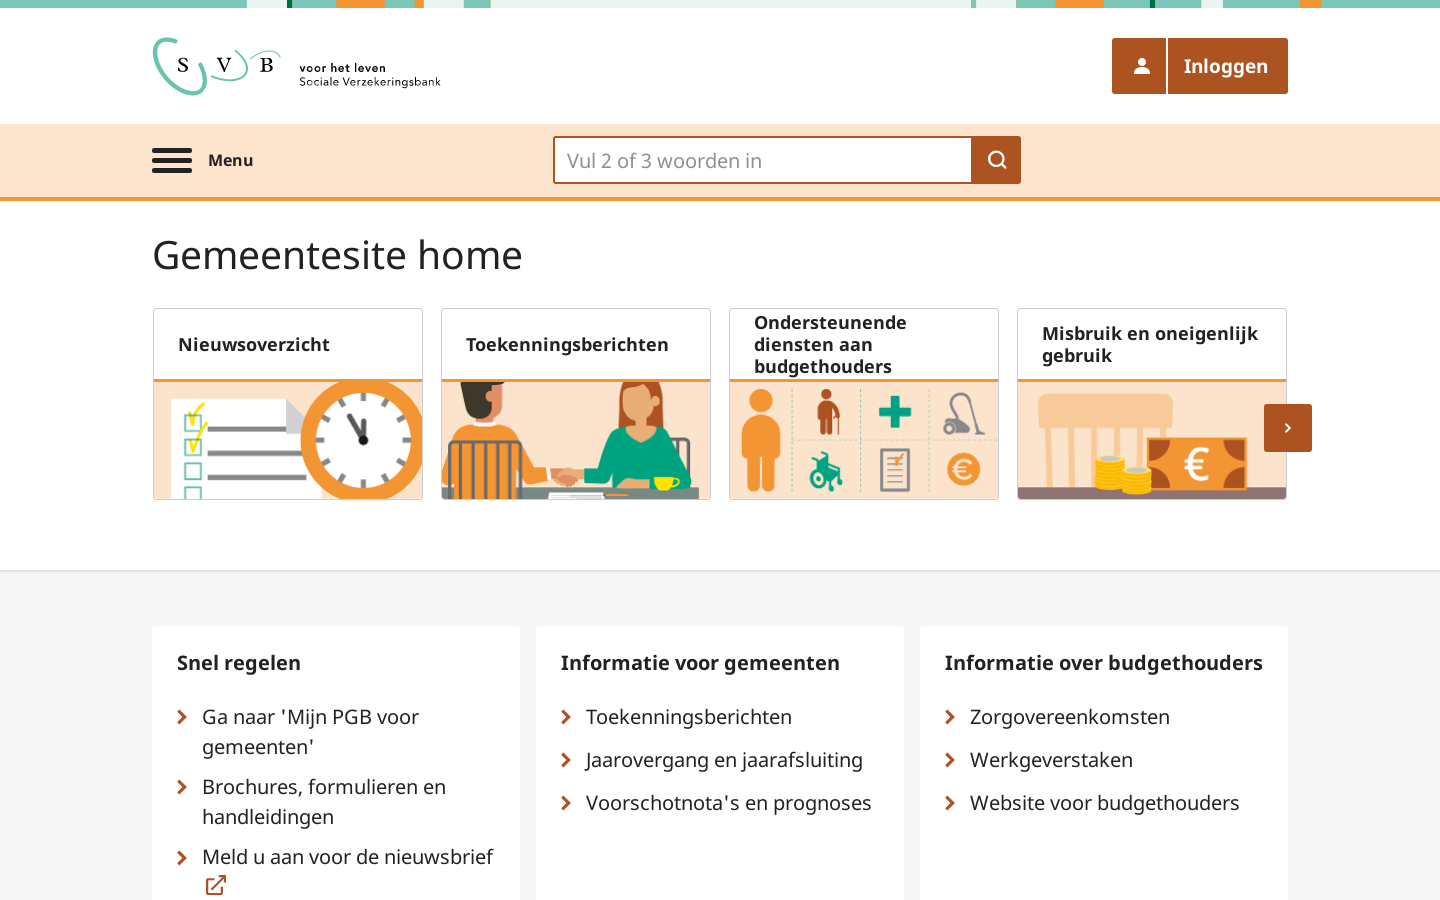 S V B
voor het leven
Sociale Verzekeringsbank
Inloggen
Menu
Vul 2 of 3 woorden in
Gemeentesite home
Nieuwsoverzicht
Toekenningsberichten
Ondersteunende
diensten aan
budgethouders
Misbruik en oneigenlijk
gebruik
€
€
Snel regelen
Ga naar 'Mijn PGB voor
gemeenten'
Brochures, formulieren en
handleidingen
Meld u aan voor de nieuwsbrief
Informatie voor gemeenten
Toekenningsberichten
Jaarovergang en jaarafsluiting
Voorschotnota's en prognoses
Informatie over budgethouders
Zorgovereenkomsten
Werkgeverstaken
Website voor budgethouders